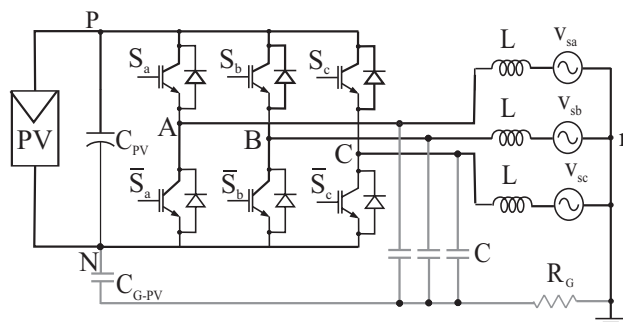 P
S_a
S_b
S_c
L
v_sa
PV
C_PV
A
B
C
L
v_sb
S̅_a
S̅_b
S̅_c
L
v_sc
N
C_G-PV
C
R_G